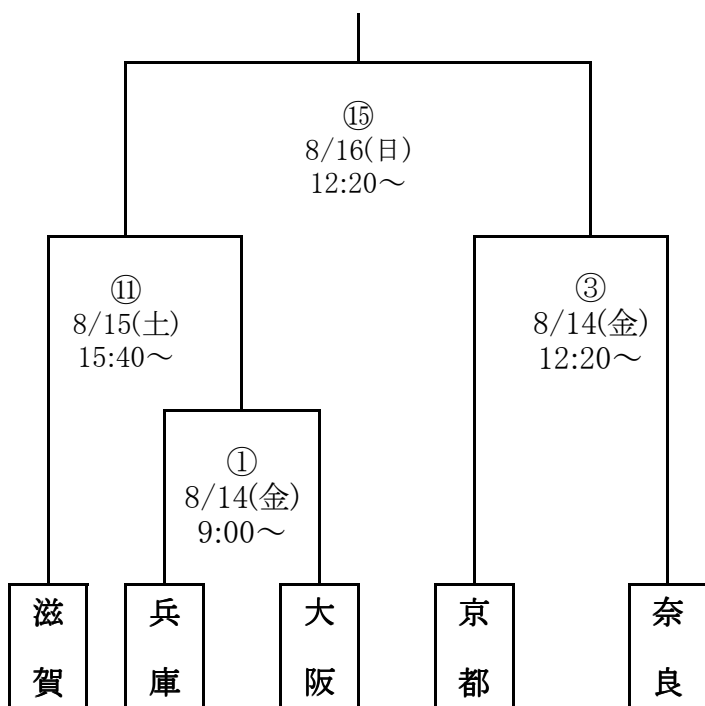 ⑮
8/16(日)
12:20～
⑪
8/15(土)
15:40～
③
8/14(金)
12:20～
①
8/14(金)
9:00～
滋賀
兵庫
大阪
京都
奈良